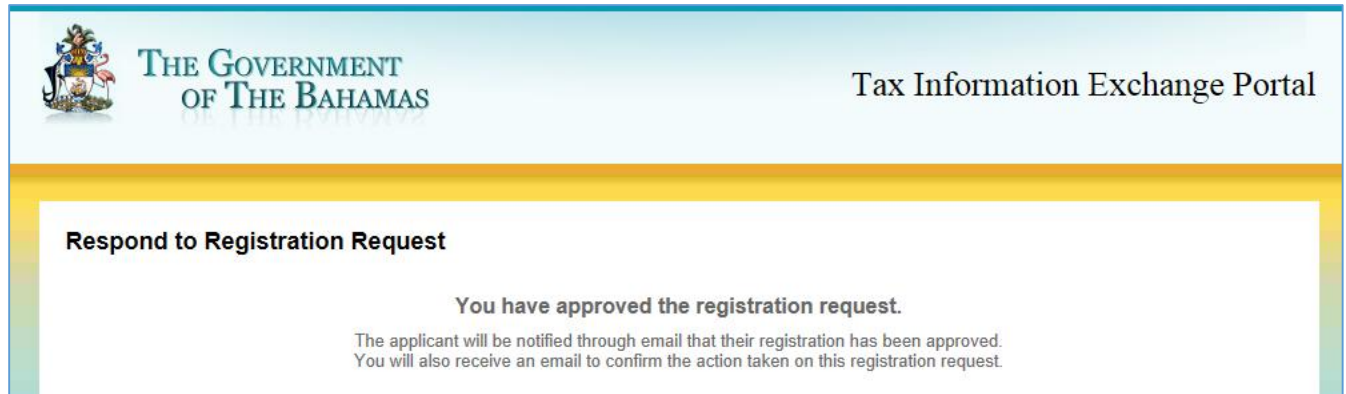 THE GOVERNMENT
OF THE BAHAMAS
Tax Information Exchange Portal
Respond to Registration Request
You have approved the registration request.
The applicant will be notified through email that their registration has been approved.
You will also receive an email to confirm the action taken on this registration request.